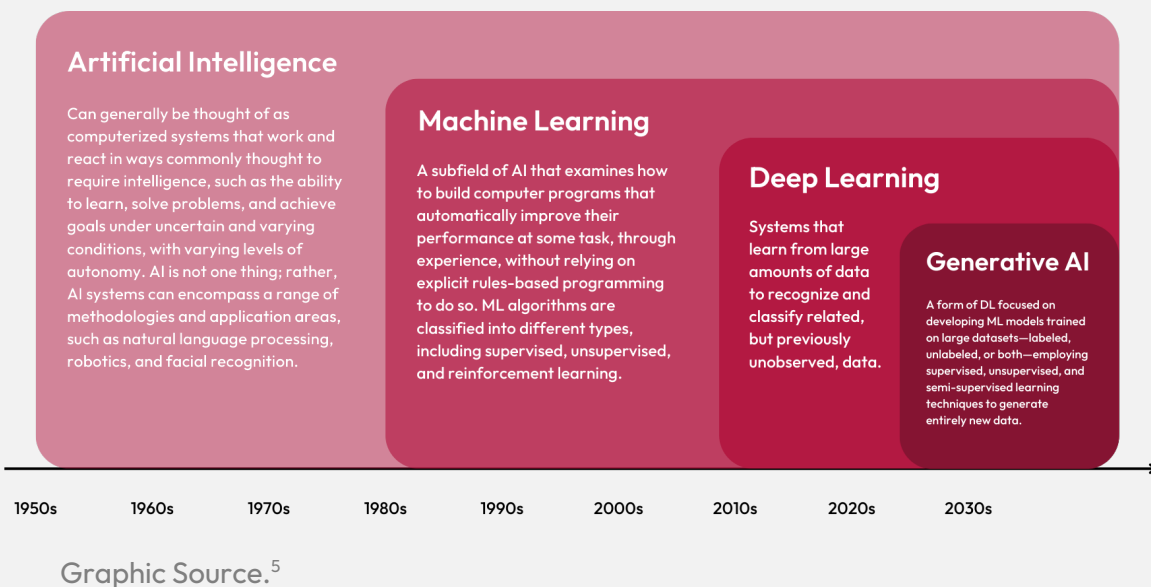 Artificial Intelligence
Can generally be thought of as
computerized systems that work and
react in ways commonly thought to
require intelligence, such as the ability
to learn, solve problems, and achieve
goals under uncertain and varying
conditions, with varying levels of
autonomy. AI is not one thing; rather,
AI systems can encompass a range of
methodologies and application areas,
such as natural language processing,
robotics, and facial recognition.
Machine Learning
A subfield of AI that examines how
to build computer programs that
automatically improve their
performance at some task, through
experience, without relying on
explicit rules-based programming
to do so. ML algorithms are
classified into different types,
including supervised, unsupervised,
and reinforcement learning.
Deep Learning
Systems that
learn from large
amounts of data
to recognize and
classify related,
but previously
unobserved, data.
Generative AI
A form of DL focused on
developing ML models trained
on large datasets—labeled,
unlabeled, or both—employing
supervised, unsupervised, and
semi-supervised learning
techniques to generate
entirely new data.
1950s 1960s 1970s 1980s 1990s 2000s 2010s 2020s 2030s
Graphic Source.⁵